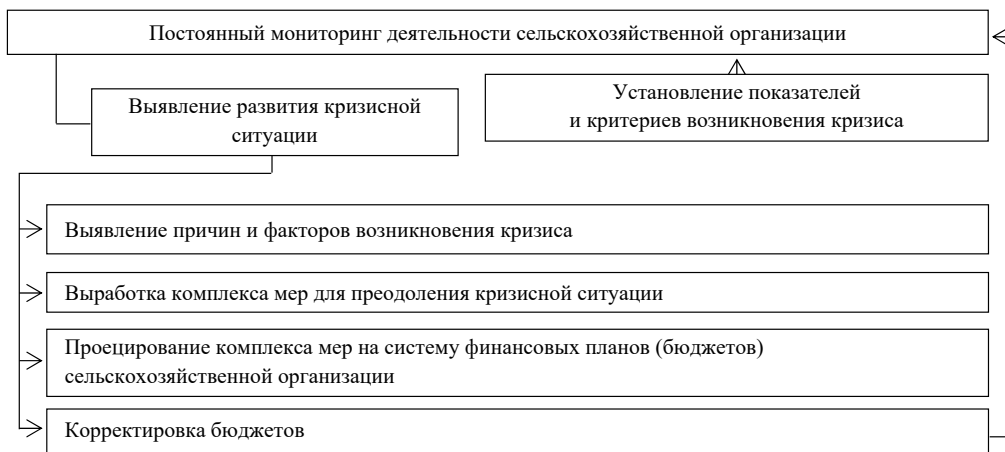 Постоянный мониторинг деятельности сельскохозяйственной организации
Выявление развития кризисной
ситуации
Установление показателей
и критериев возникновения кризиса
Выявление причин и факторов возникновения кризиса
Выработка комплекса мер для преодоления кризисной ситуации
Проецирование комплекса мер на систему финансовых планов (бюджетов)
сельскохозяйственной организации
Корректировка бюджетов